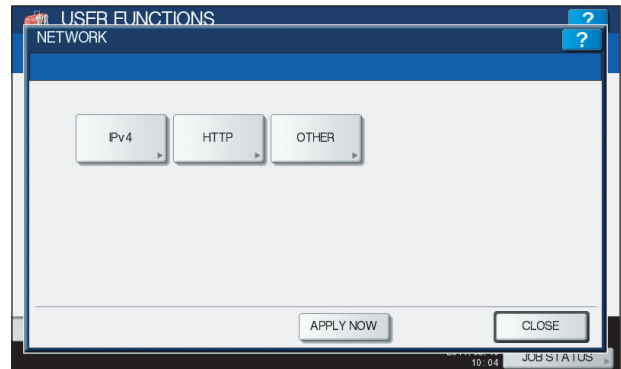 USER FUNCTIONS
?
NETWORK
?
IPv4
HTTP
OTHER
APPLY NOW
CLOSE
10:04
JOB STATUS